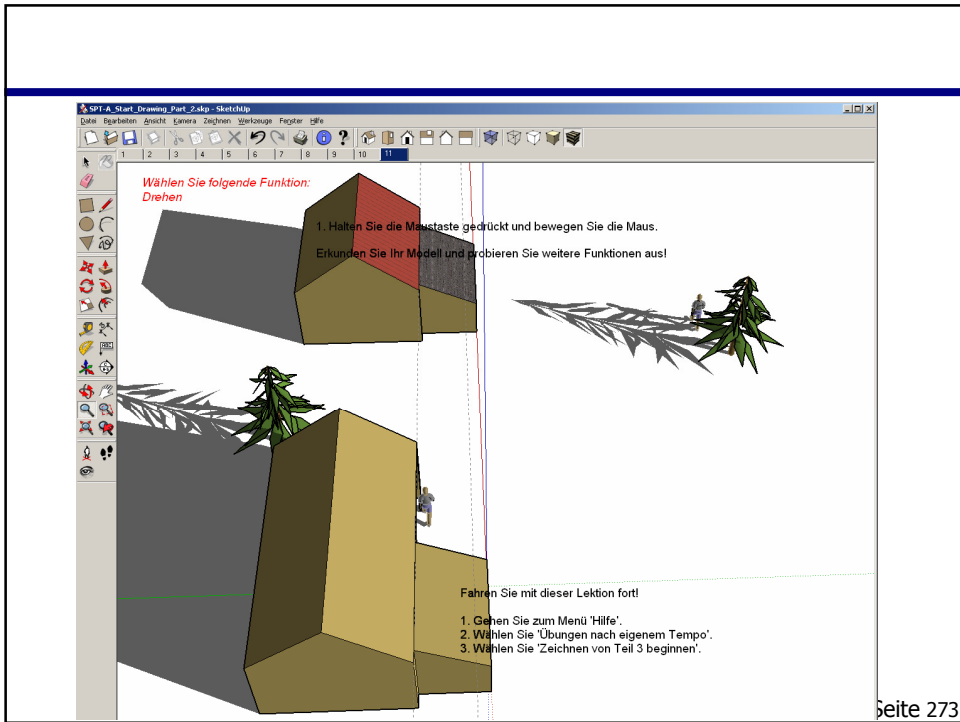 SPT-A_Start_Drawing_Part_2.skp - SketchUp
Datei Bearbeiten Ansicht Kamera Zeichnen Werkzeuge Fenster Hilfe
1 2 3 4 5 6 7 8 9 10 11
Wählen Sie folgende Funktion:
Drehen
1. Halten Sie die Maustaste gedrückt und bewegen Sie die Maus.
Erkunden Sie Ihr Modell und probieren Sie weitere Funktionen aus!
ABC
Fahren Sie mit dieser Lektion fort!
1. Gehen Sie zum Menü 'Hilfe'.
2. Wählen Sie 'Übungen nach eigenem Tempo'.
3. Wählen Sie 'Zeichnen von Teil 3 beginnen'.
Seite 273